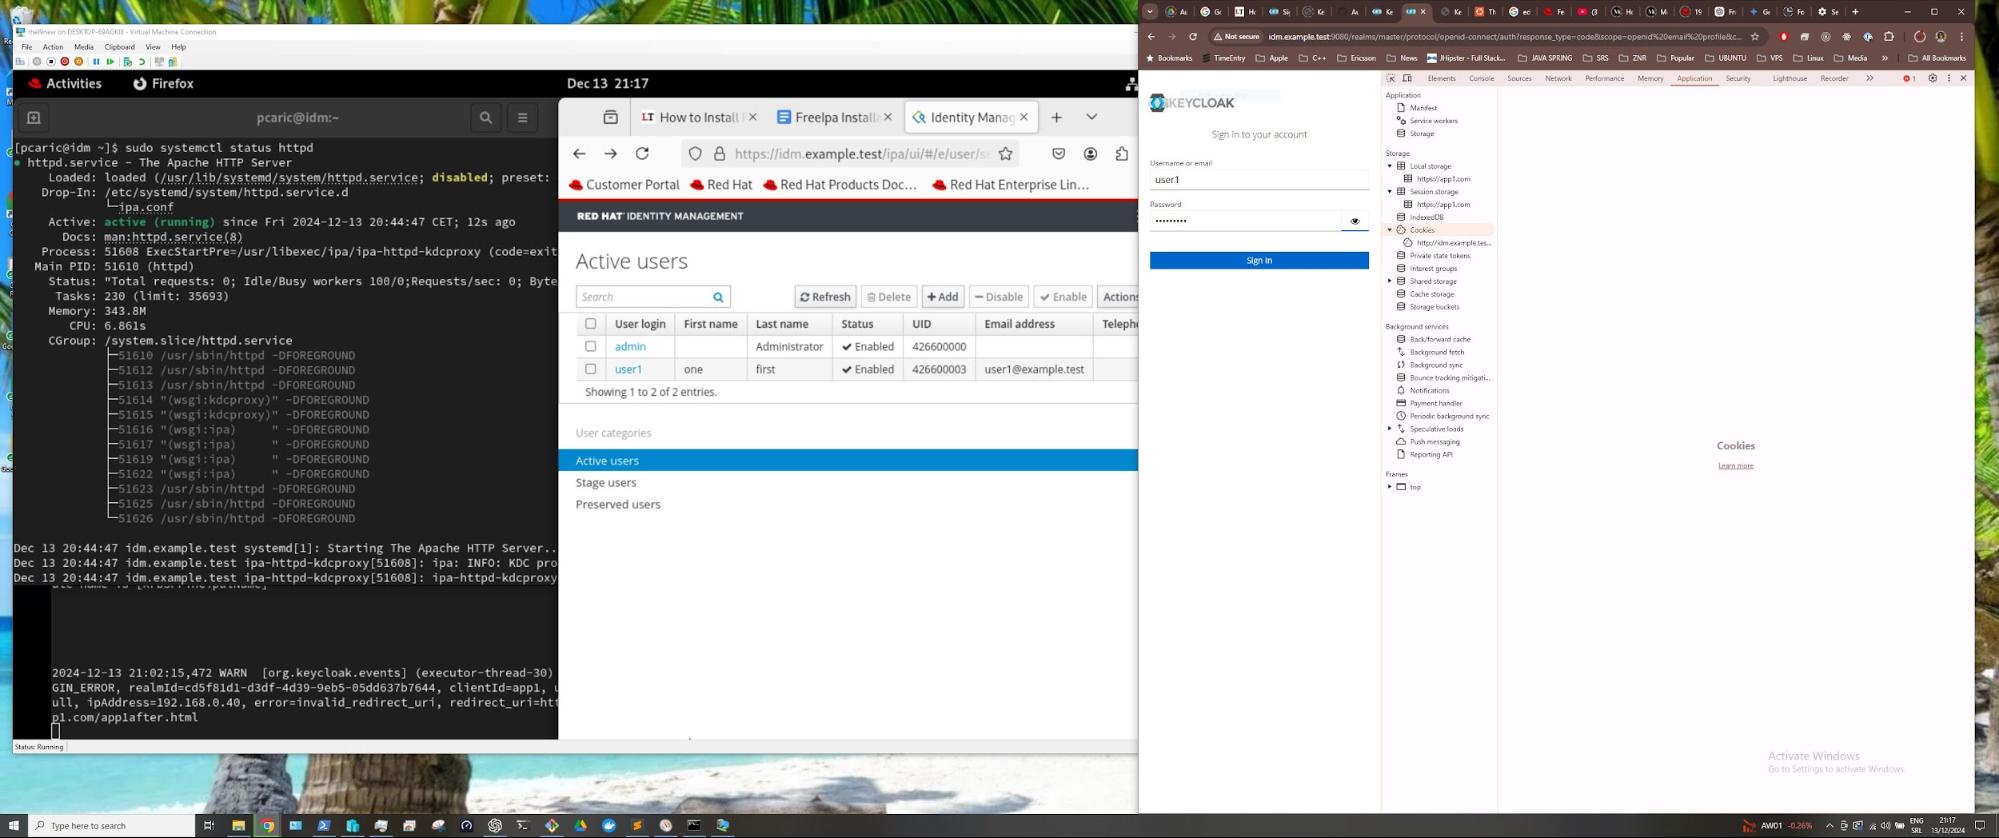 rhel9new on DESKTOP-69AGKI8 - Virtual Machine Connection
File Action Media Clipboard View Help
Activities Firefox
Dec 13 21:17
pcaric@idm:~
[pcaric@idm ~]$ sudo systemctl status httpd
● httpd.service - The Apache HTTP Server
Loaded: loaded (/usr/lib/systemd/system/httpd.service; disabled; preset:
Drop-In: /etc/systemd/system/httpd.service.d
└─ipa.conf
Active: active (running) since Fri 2024-12-13 20:44:47 CET; 12s ago
Docs: man:httpd.service(8)
Process: 51608 ExecStartPre=/usr/libexec/ipa/ipa-httpd-kdcproxy (code=exit
Main PID: 51610 (httpd)
Status: "Total requests: 0; Idle/Busy workers 100/0;Requests/sec: 0; Byte
Tasks: 230 (limit: 35693)
Memory: 343.8M
CPU: 6.861s
CGroup: /system.slice/httpd.service
├─51610 /usr/sbin/httpd -DFOREGROUND
├─51612 /usr/sbin/httpd -DFOREGROUND
├─51613 /usr/sbin/httpd -DFOREGROUND
├─51614 "(wsgi:kdcproxy)" -DFOREGROUND
├─51615 "(wsgi:kdcproxy)" -DFOREGROUND
├─51616 "(wsgi:ipa)      " -DFOREGROUND
├─51617 "(wsgi:ipa)      " -DFOREGROUND
├─51619 "(wsgi:ipa)      " -DFOREGROUND
├─51622 "(wsgi:ipa)      " -DFOREGROUND
├─51623 /usr/sbin/httpd -DFOREGROUND
├─51625 /usr/sbin/httpd -DFOREGROUND
└─51626 /usr/sbin/httpd -DFOREGROUND
Dec 13 20:44:47 idm.example.test systemd[1]: Starting The Apache HTTP Server..
Dec 13 20:44:47 idm.example.test ipa-httpd-kdcproxy[51608]: ipa: INFO: KDC pro
Dec 13 20:44:47 idm.example.test ipa-httpd-kdcproxy[51608]: ipa-httpd-kdcproxy
2024-12-13 21:02:15,472 WARN  [org.keycloak.events] (executor-thread-30)
GIN_ERROR, realmId=cd5f81d1-d3df-4d39-9eb5-05dd637b7644, clientId=app1, u
ull, ipAddress=192.168.0.40, error=invalid_redirect_uri, redirect_uri=htt
p1.com/app1after.html
Status: Running
How to Install Freelpa Install Identity Manag
https://idm.example.test/ipa/ui/#/e/user/se
Customer Portal Red Hat Red Hat Products Doc... Red Hat Enterprise Lin...
RED HAT IDENTITY MANAGEMENT
Active users
Search Refresh Delete Add Disable Enable Actions
User login First name Last name Status UID Email address Telepho
admin Administrator Enabled 426600000
user1 one first Enabled 426600003 user1@example.test
Showing 1 to 2 of 2 entries.
User categories
Active users
Stage users
Preserved users
Not secure idm.example.test:9080/realms/master/protocol/openid-connect/auth?response_type=code&scope=openid%20email%20profile&c...
Bookmarks TimeEntry Apple C++ Ericsson News JHipster - Full Stack... JAVA SPRING SRS ZNR Popular UBUNTU VPS Linux Media » All Bookmarks
KEYCLOAK
Sign in to your account
Username or email
user1
Password
•••••••••
Sign In
Elements Console Sources Network Performance Memory Application Security Lighthouse Recorder » 1
Application
Manifest
Service workers
Storage
Storage
Local storage
https://app1.com
Session storage
https://app1.com
IndexedDB
Cookies
http://idm.example.tes...
Private state tokens
Interest groups
Shared storage
Cache storage
Storage buckets
Background services
Back/forward cache
Background fetch
Background sync
Bounce tracking mitigati...
Notifications
Payment handler
Periodic background sync
Speculative loads
Push messaging
Reporting API
Frames
top
Cookies
Learn more
Activate Windows
Go to Settings to activate Windows.
Type here to search
AW01 -0.26%
ENG
SRL
21:17
13/12/2024